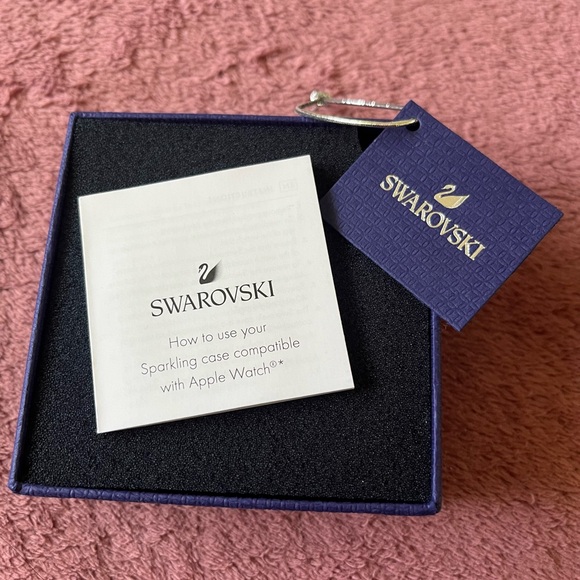 SWAROVSKI
SWAROVSKI
How to use your
Sparkling case compatible
with Apple Watch®*